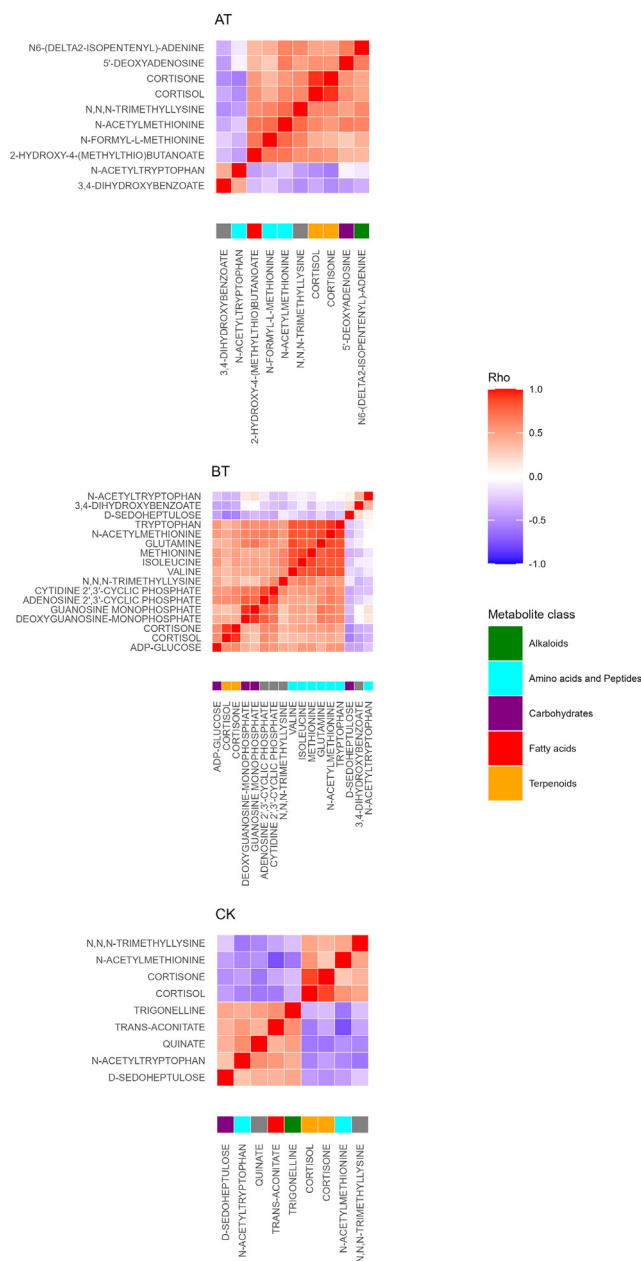 AT
N6-(DELTA2-ISOPENTENYL)-ADENINE
5'-DEOXYADENOSINE
CORTISONE
CORTISOL
N,N,N-TRIMETHYLLYSINE
N-ACETYLMETHIONINE
N-FORMYL-L-METHIONINE
2-HYDROXY-4-(METHYLTHIO)BUTANOATE
N-ACETYLTRYPTOPHAN
3,4-DIHYDROXYBENZOATE
3,4-DIHYDROXYBENZOATE
N-ACETYLTRYPTOPHAN
2-HYDROXY-4-(METHYLTHIO)BUTANOATE
N-FORMYL-L-METHIONINE
N-ACETYLMETHIONINE
N,N,N-TRIMETHYLLYSINE
CORTISOL
CORTISONE
5'-DEOXYADENOSINE
N6-(DELTA2-ISOPENTENYL)-ADENINE
Rho
1.0
0.5
0.0
-0.5
-1.0
BT
N-ACETYLTRYPTOPHAN
3,4-DIHYDROXYBENZOATE
D-SEDOHEPTULOSE
TRYPTOPHAN
N-ACETYLMETHIONINE
GLUTAMINE
METHIONINE
ISOLEUCINE
VALINE
N,N,N-TRIMETHYLLYSINE
CYTIDINE 2',3'-CYCLIC PHOSPHATE
ADENOSINE 2',3'-CYCLIC PHOSPHATE
GUANOSINE MONOPHOSPHATE
DEOXYGUANOSINE-MONOPHOSPHATE
CORTISONE
CORTISOL
ADP-GLUCOSE
ADP-GLUCOSE
CORTISOL
CORTISONE
DEOXYGUANOSINE-MONOPHOSPHATE
GUANOSINE MONOPHOSPHATE
ADENOSINE 2',3'-CYCLIC PHOSPHATE
CYTIDINE 2',3'-CYCLIC PHOSPHATE
N,N,N-TRIMETHYLLYSINE
VALINE
ISOLEUCINE
METHIONINE
GLUTAMINE
N-ACETYLMETHIONINE
TRYPTOPHAN
D-SEDOHEPTULOSE
3,4-DIHYDROXYBENZOATE
N-ACETYLTRYPTOPHAN
Metabolite class
Alkaloids
Amino acids and Peptides
Carbohydrates
Fatty acids
Terpenoids
CK
N,N,N-TRIMETHYLLYSINE
N-ACETYLMETHIONINE
CORTISONE
CORTISOL
TRIGONELLINE
TRANS-ACONITATE
QUINATE
N-ACETYLTRYPTOPHAN
D-SEDOHEPTULOSE
D-SEDOHEPTULOSE
N-ACETYLTRYPTOPHAN
QUINATE
TRANS-ACONITATE
TRIGONELLINE
CORTISOL
CORTISONE
N-ACETYLMETHIONINE
N,N,N-TRIMETHYLLYSINE